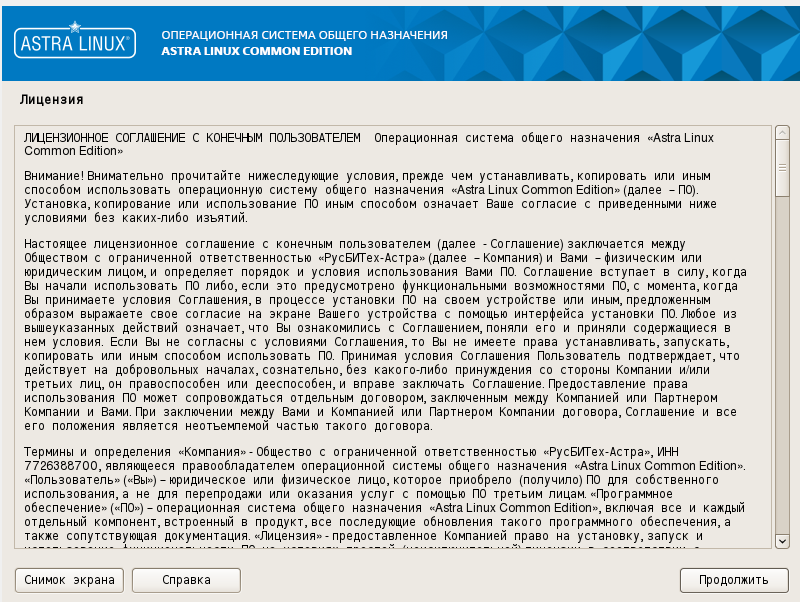 ASTRA LINUX®
ОПЕРАЦИОННАЯ СИСТЕМА ОБЩЕГО НАЗНАЧЕНИЯ
ASTRA LINUX COMMON EDITION
Лицензия
ЛИЦЕНЗИОННОЕ СОГЛАШЕНИЕ С КОНЕЧНЫМ ПОЛЬЗОВАТЕЛЕМ Операционная система общего назначения «Astra Linux
Common Edition»
Внимание! Внимательно прочитайте нижеследующие условия, прежде чем устанавливать, копировать или иным
способом использовать операционную систему общего назначения «Astra Linux Common Edition» (далее – ПО).
Установка, копирование или использование ПО иным способом означает Ваше согласие с приведенными ниже
условиями без каких-либо изъятий.
Настоящее лицензионное соглашение с конечным пользователем (далее - Соглашение) заключается между
Обществом с ограниченной ответственностью «РусБИТех-Астра» (далее – Компания) и Вами – физическим или
юридическим лицом, и определяет порядок и условия использования Вами ПО. Соглашение вступает в силу, когда
Вы начали использовать ПО либо, если это предусмотрено функциональными возможностями ПО, с момента, когда
Вы принимаете условия Соглашения, в процессе установки ПО на своем устройстве или иным, предложенным
образом выражаете свое согласие на экране Вашего устройства с помощью интерфейса установки ПО. Любое из
вышеуказанных действий означает, что Вы ознакомились с Соглашением, поняли его и приняли содержащиеся в
нем условия. Если Вы не согласны с условиями Соглашения, то Вы не имеете права устанавливать, запускать,
копировать или иным способом использовать ПО. Принимая условия Соглашения Пользователь подтверждает, что
действует на добровольных началах, сознательно, без какого-либо принуждения со стороны Компании и/или
третьих лиц, он правоспособен или дееспособен, и вправе заключать Соглашение. Предоставление права
использования ПО может сопровождаться отдельным договором, заключенным между Компанией или Партнером
Компании и Вами. При заключении между Вами и Компанией или Партнером Компании договора, Соглашение и все
его положения является неотъемлемой частью такого договора.
Термины и определения «Компания» - Общество с ограниченной ответственностью «РусБИТех-Астра», ИНН
7726388700, являющееся правообладателем операционной системы общего назначения «Astra Linux Common Edition».
«Пользователь» («Вы») – юридическое или физическое лицо, которое приобрело (получило) ПО для собственного
использования, а не для перепродажи или оказания услуг с помощью ПО третьим лицам. «Программное
обеспечение» («ПО») – операционная система общего назначения «Astra Linux Common Edition», включая все и каждый
отдельный компонент, встроенный в продукт, все последующие обновления такого программного обеспечения, а
также сопутствующая документация. «Лицензия» - предоставленное Компанией право на установку, запуск и
Снимок экрана
Справка
Продолжить